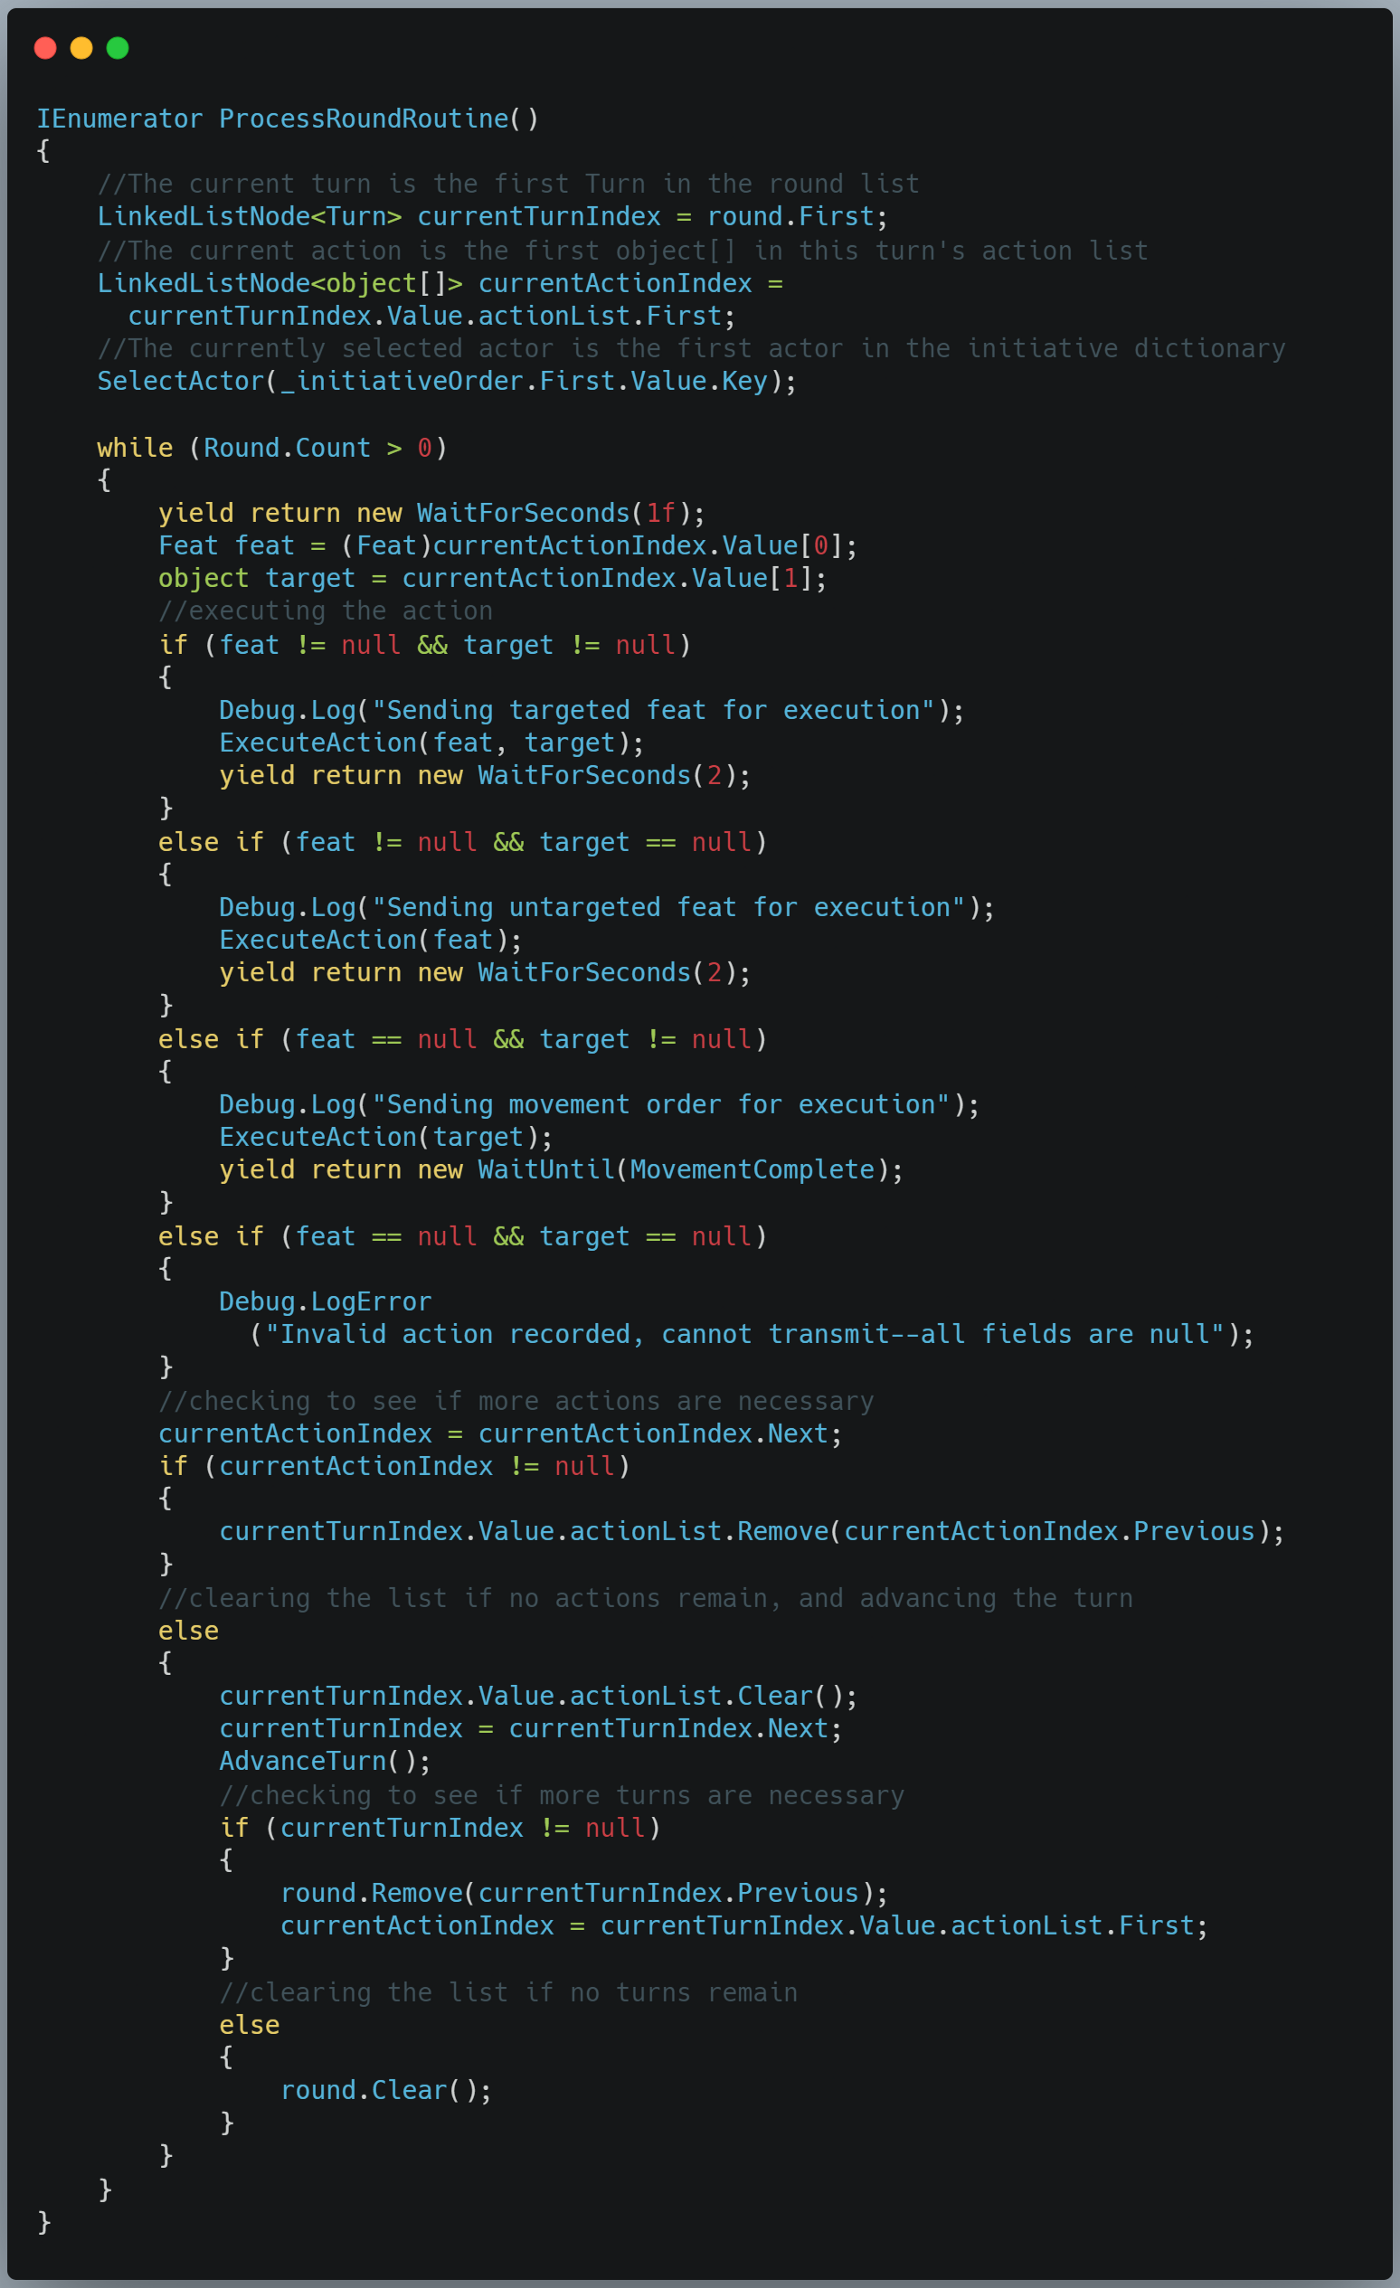 IEnumerator ProcessRoundRoutine()
{
    //The current turn is the first Turn in the round list
    LinkedListNode<Turn> currentTurnIndex = round.First;
    //The current action is the first object[] in this turn's action list
    LinkedListNode<object[]> currentActionIndex =
      currentTurnIndex.Value.actionList.First;
    //The currently selected actor is the first actor in the initiative dictionary
    SelectActor(_initiativeOrder.First.Value.Key);

    while (Round.Count > 0)
    {
        yield return new WaitForSeconds(1f);
        Feat feat = (Feat)currentActionIndex.Value[0];
        object target = currentActionIndex.Value[1];
        //executing the action
        if (feat != null && target != null)
        {
            Debug.Log("Sending targeted feat for execution");
            ExecuteAction(feat, target);
            yield return new WaitForSeconds(2);
        }
        else if (feat != null && target == null)
        {
            Debug.Log("Sending untargeted feat for execution");
            ExecuteAction(feat);
            yield return new WaitForSeconds(2);
        }
        else if (feat == null && target != null)
        {
            Debug.Log("Sending movement order for execution");
            ExecuteAction(target);
            yield return new WaitUntil(MovementComplete);
        }
        else if (feat == null && target == null)
        {
            Debug.LogError
              ("Invalid action recorded, cannot transmit--all fields are null");
        }
        //checking to see if more actions are necessary
        currentActionIndex = currentActionIndex.Next;
        if (currentActionIndex != null)
        {
            currentTurnIndex.Value.actionList.Remove(currentActionIndex.Previous);
        }
        //clearing the list if no actions remain, and advancing the turn
        else
        {
            currentTurnIndex.Value.actionList.Clear();
            currentTurnIndex = currentTurnIndex.Next;
            AdvanceTurn();
            //checking to see if more turns are necessary
            if (currentTurnIndex != null)
            {
                round.Remove(currentTurnIndex.Previous);
                currentActionIndex = currentTurnIndex.Value.actionList.First;
            }
            //clearing the list if no turns remain
            else
            {
                round.Clear();
            }
        }
    }
}